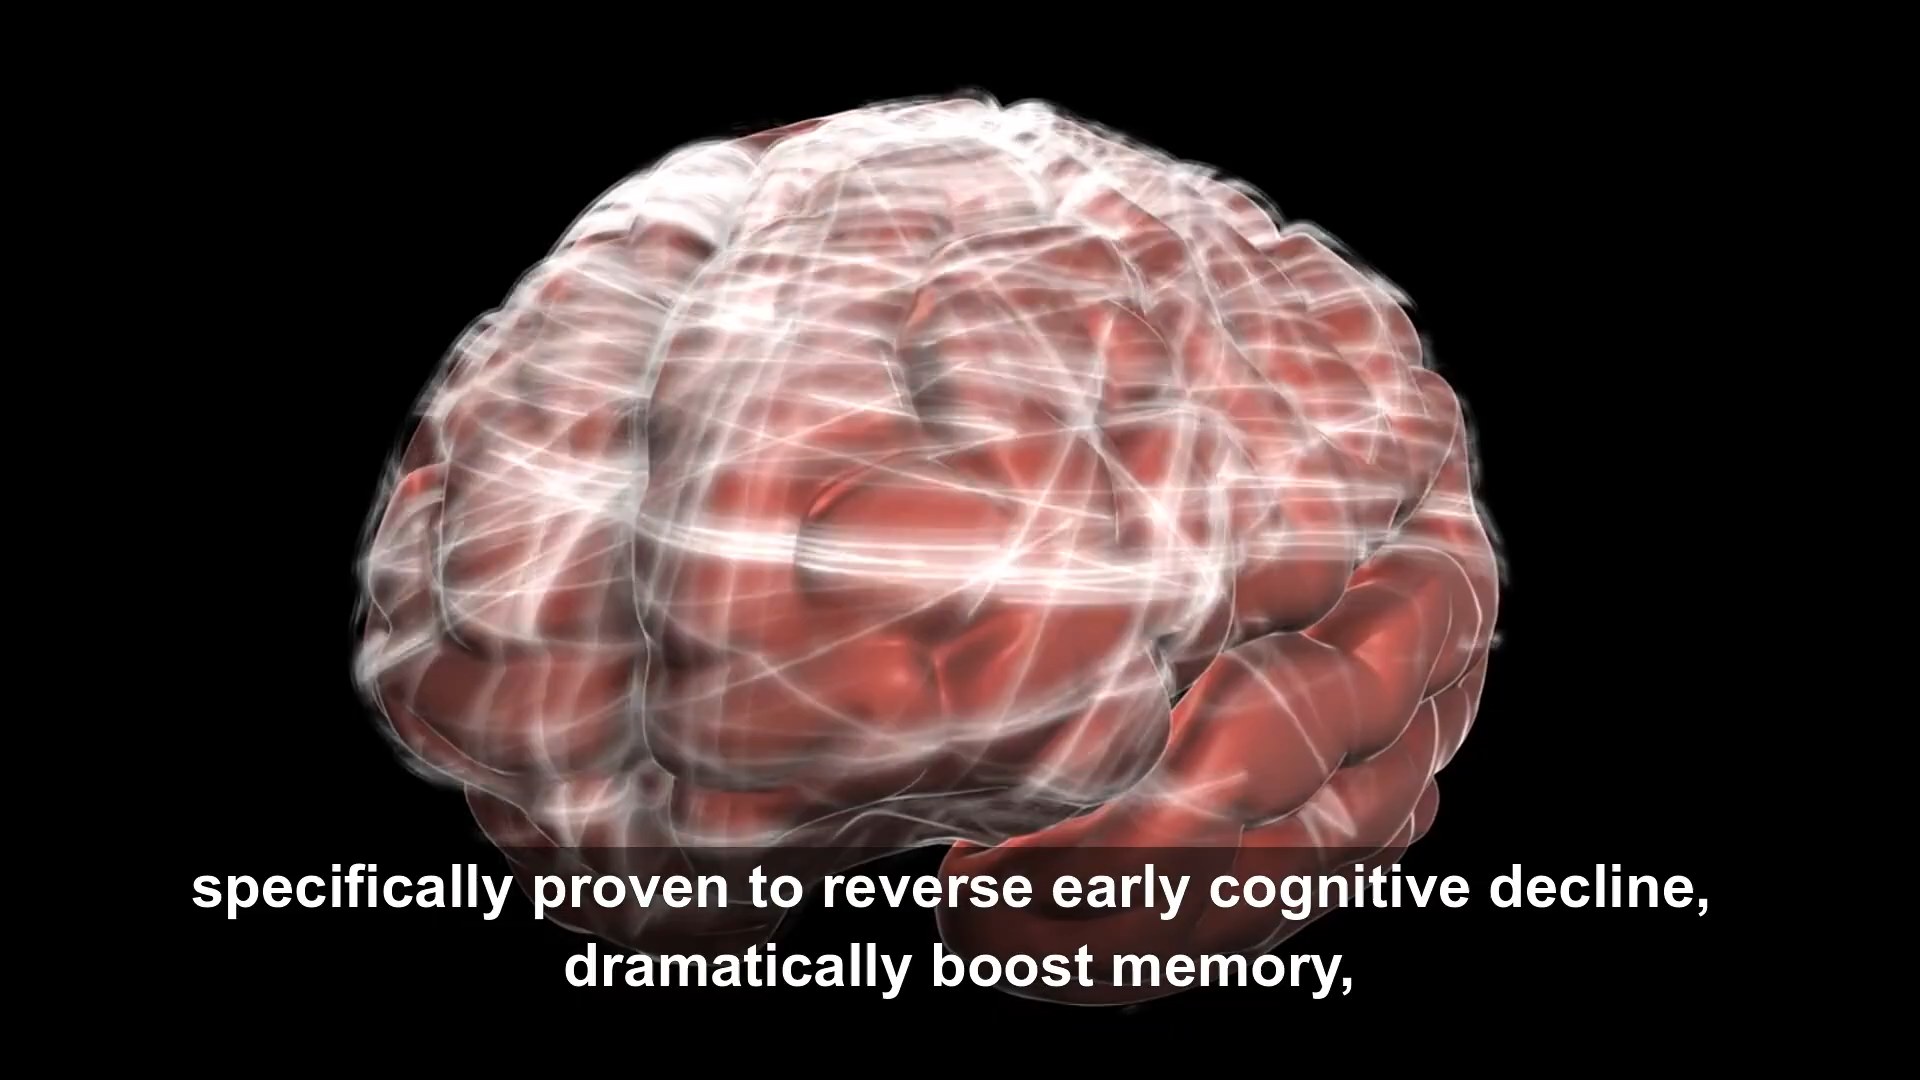 specifically proven to reverse early cognitive decline,
dramatically boost memory,